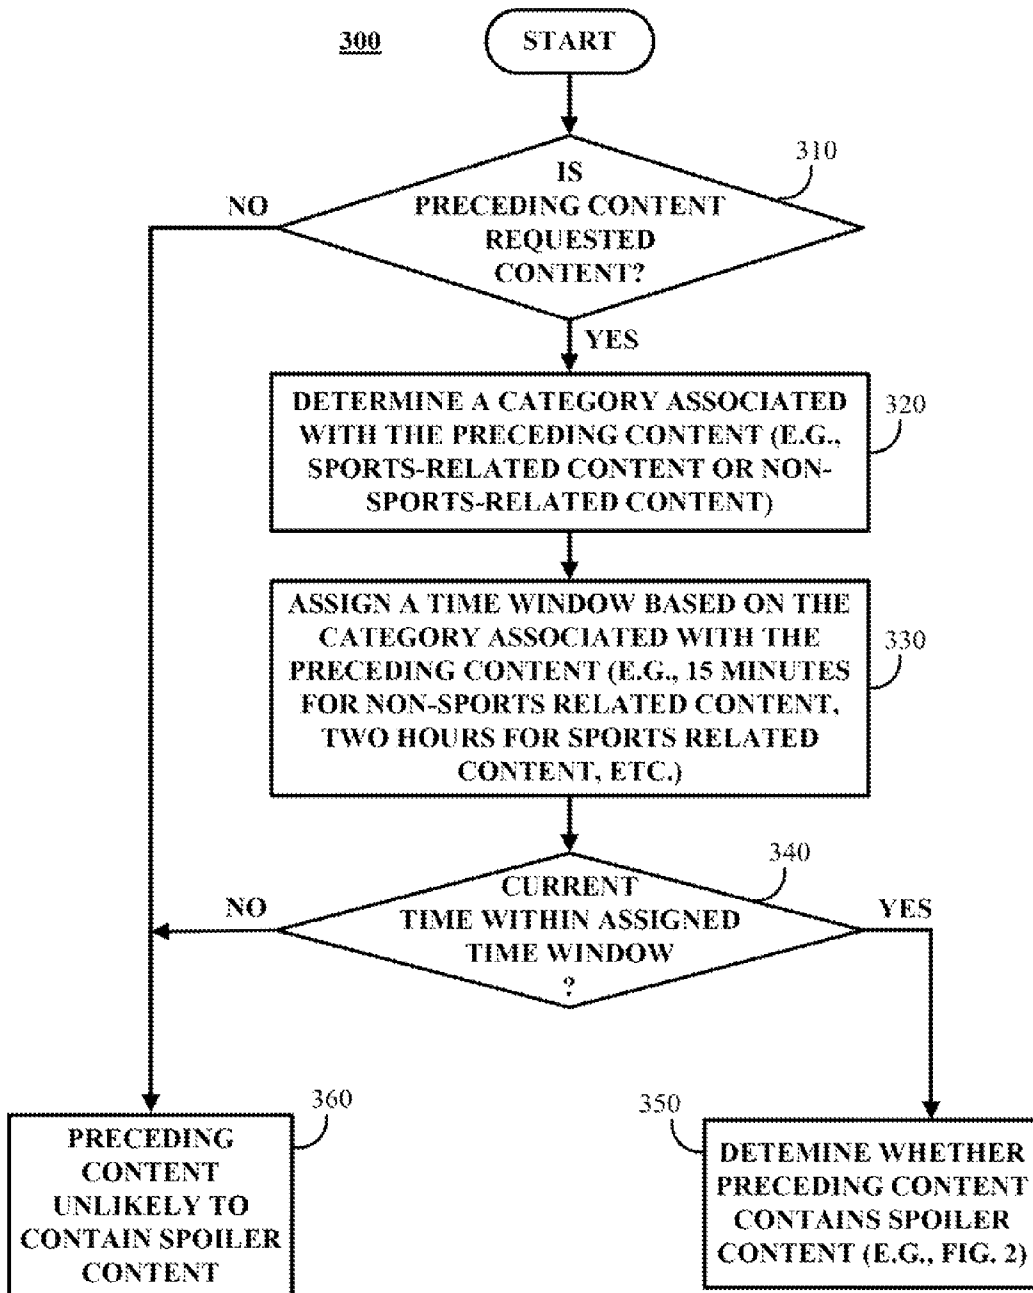 300
START
310
IS
PRECEDING CONTENT
REQUESTED
CONTENT?
NO
YES
DETERMINE A CATEGORY ASSOCIATED
WITH THE PRECEDING CONTENT (E.G.,
SPORTS-RELATED CONTENT OR NON-
SPORTS-RELATED CONTENT)
320
ASSIGN A TIME WINDOW BASED ON THE
CATEGORY ASSOCIATED WITH THE
PRECEDING CONTENT (E.G., 15 MINUTES
FOR NON-SPORTS RELATED CONTENT,
TWO HOURS FOR SPORTS RELATED
CONTENT, ETC.)
330
340
CURRENT
TIME WITHIN ASSIGNED
TIME WINDOW
?
NO
YES
360
PRECEDING
CONTENT
UNLIKELY TO
CONTAIN SPOILER
CONTENT
350
DETEMINE WHETHER
PRECEDING CONTENT
CONTAINS SPOILER
CONTENT (E.G., FIG. 2)